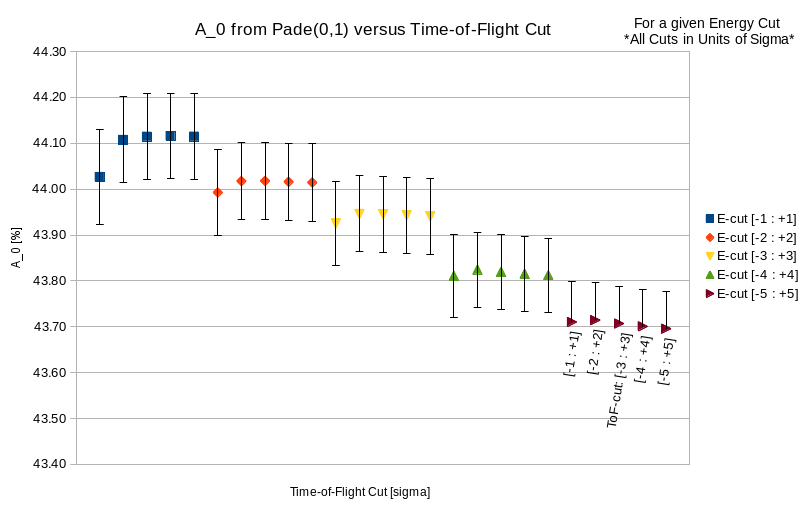 A_0 from Pade(0,1) versus Time-of-Flight Cut
For a given Energy Cut
*All Cuts in Units of Sigma*
44.30
44.20
44.10
44.00
43.90
43.80
43.70
43.60
43.50
43.40
A_0 [%]
[-1 : +1]
[-2 : +2]
ToF-cut: [-3 : +3]
[-4 : +4]
[-5 : +5]
Time-of-Flight Cut [sigma]
E-cut [-1 : +1]
E-cut [-2 : +2]
E-cut [-3 : +3]
E-cut [-4 : +4]
E-cut [-5 : +5]